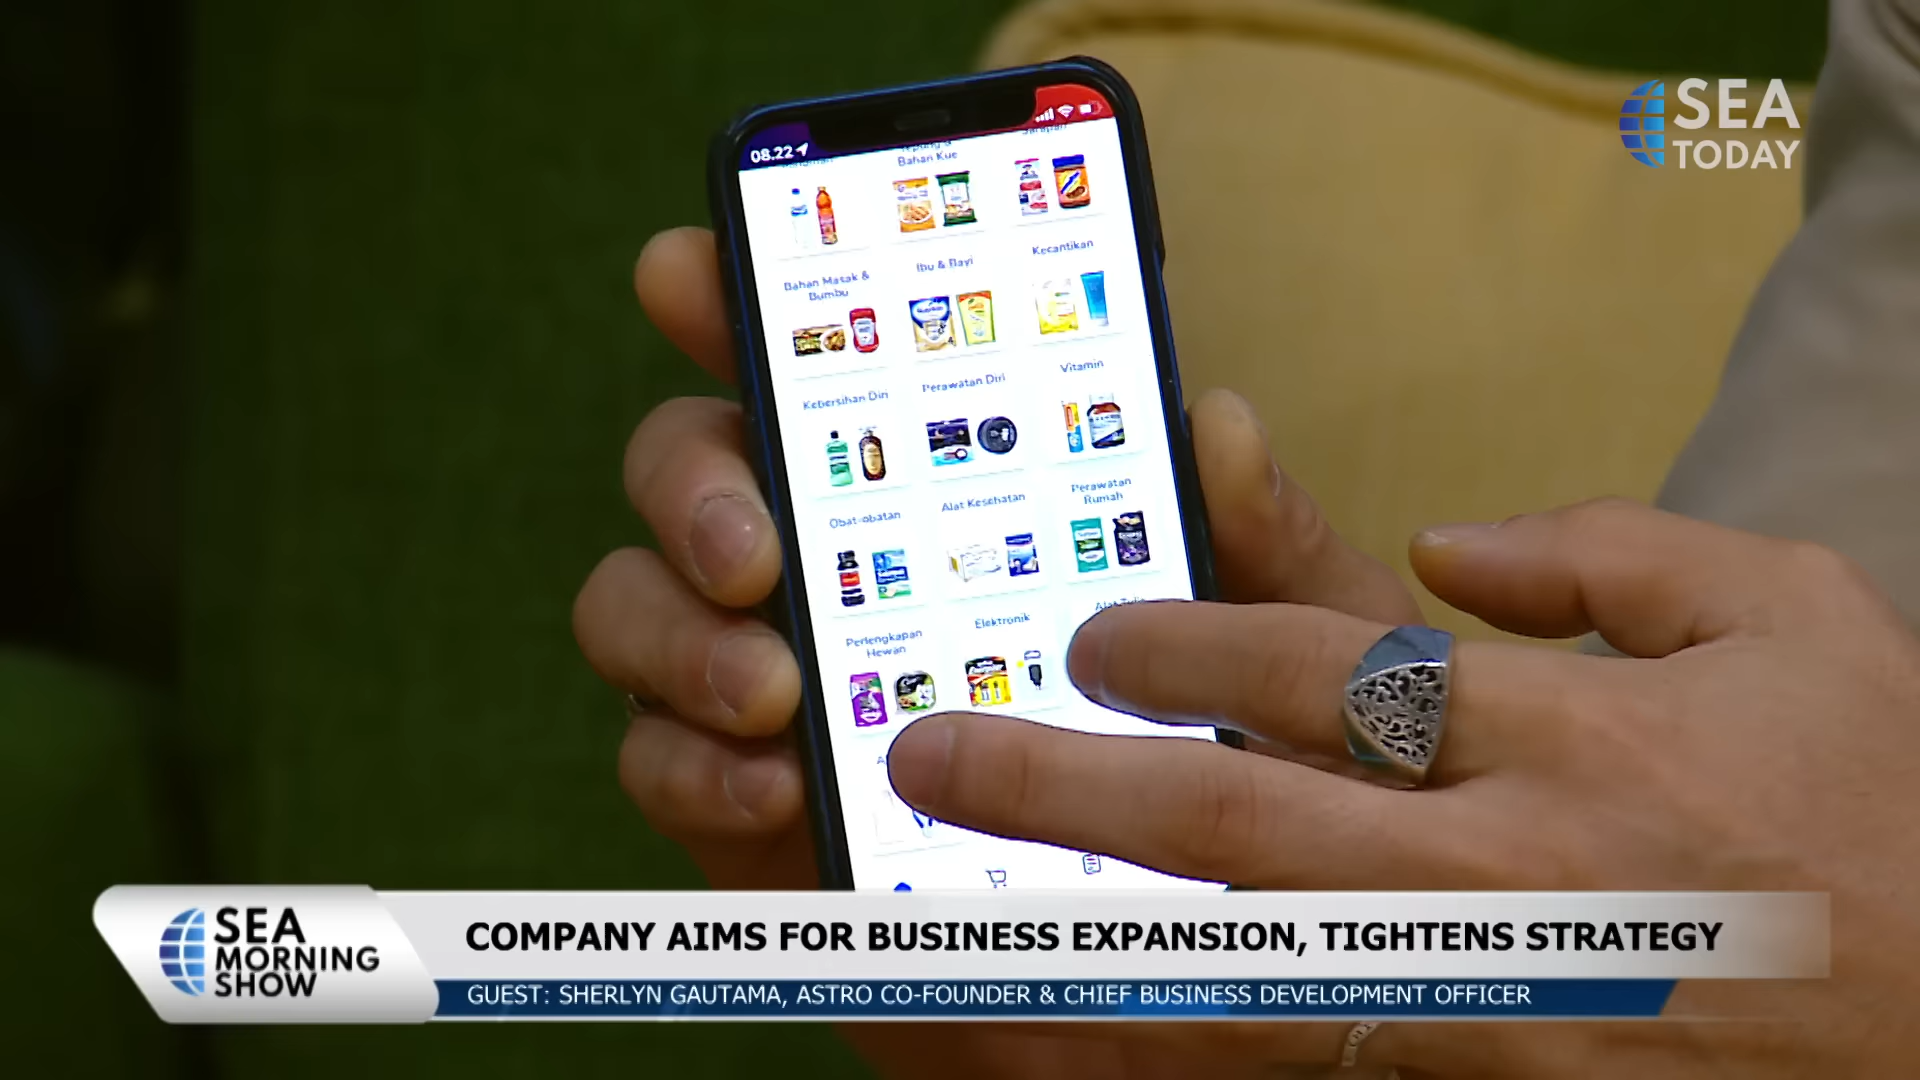 SEA
TODAY
08.22
Bahan Kue
Kecantikan
Ibu & Bayi
Bahan Masak &
Bumbu
Vitamin
Perawatan Diri
Kebersihan Diri
Perawatan
Rumah
Alat Kesehatan
Obat-obatan
Elektronik
Perlengkapan
Hewan
SEA
MORNING
SHOW
COMPANY AIMS FOR BUSINESS EXPANSION, TIGHTENS STRATEGY
GUEST: SHERLYN GAUTAMA, ASTRO CO-FOUNDER & CHIEF BUSINESS DEVELOPMENT OFFICER